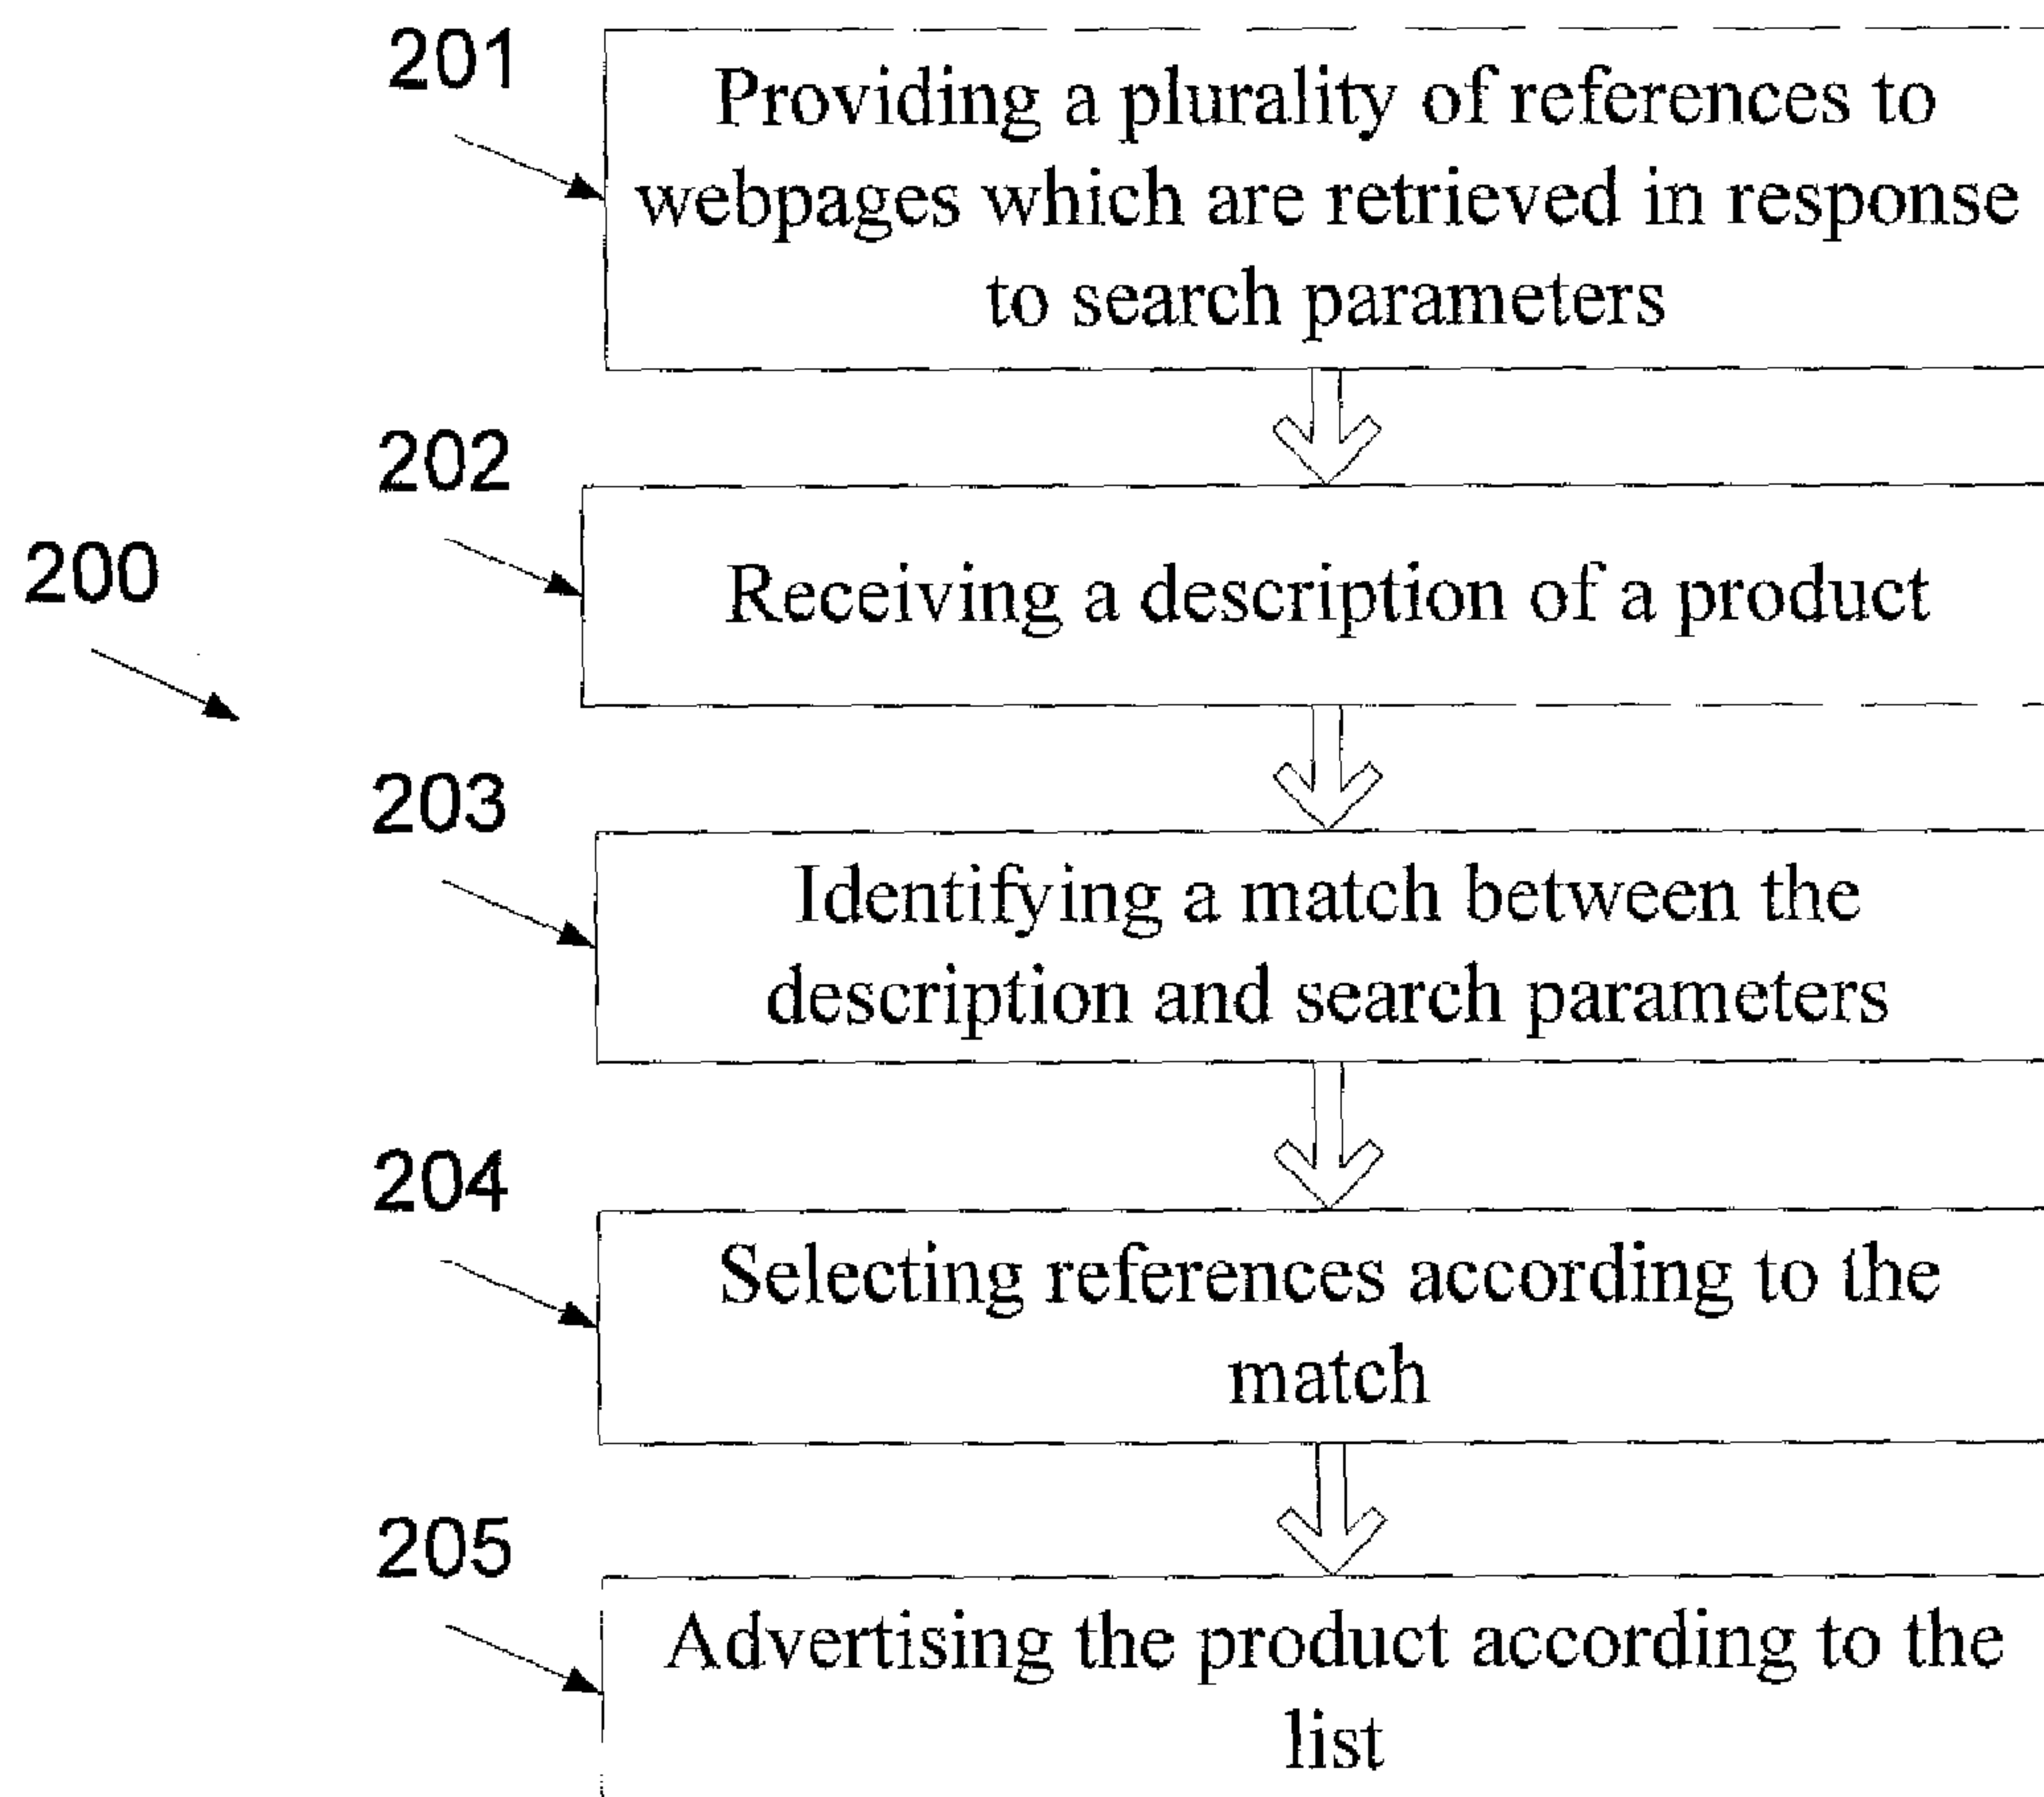 201
Providing a plurality of references to
webpages which are retrieved in response
to search parameters
202
Receiving a description of a product
200
203
Identifying a match between the
description and search parameters
204
Selecting references according to the
match
205
Advertising the product according to the
list